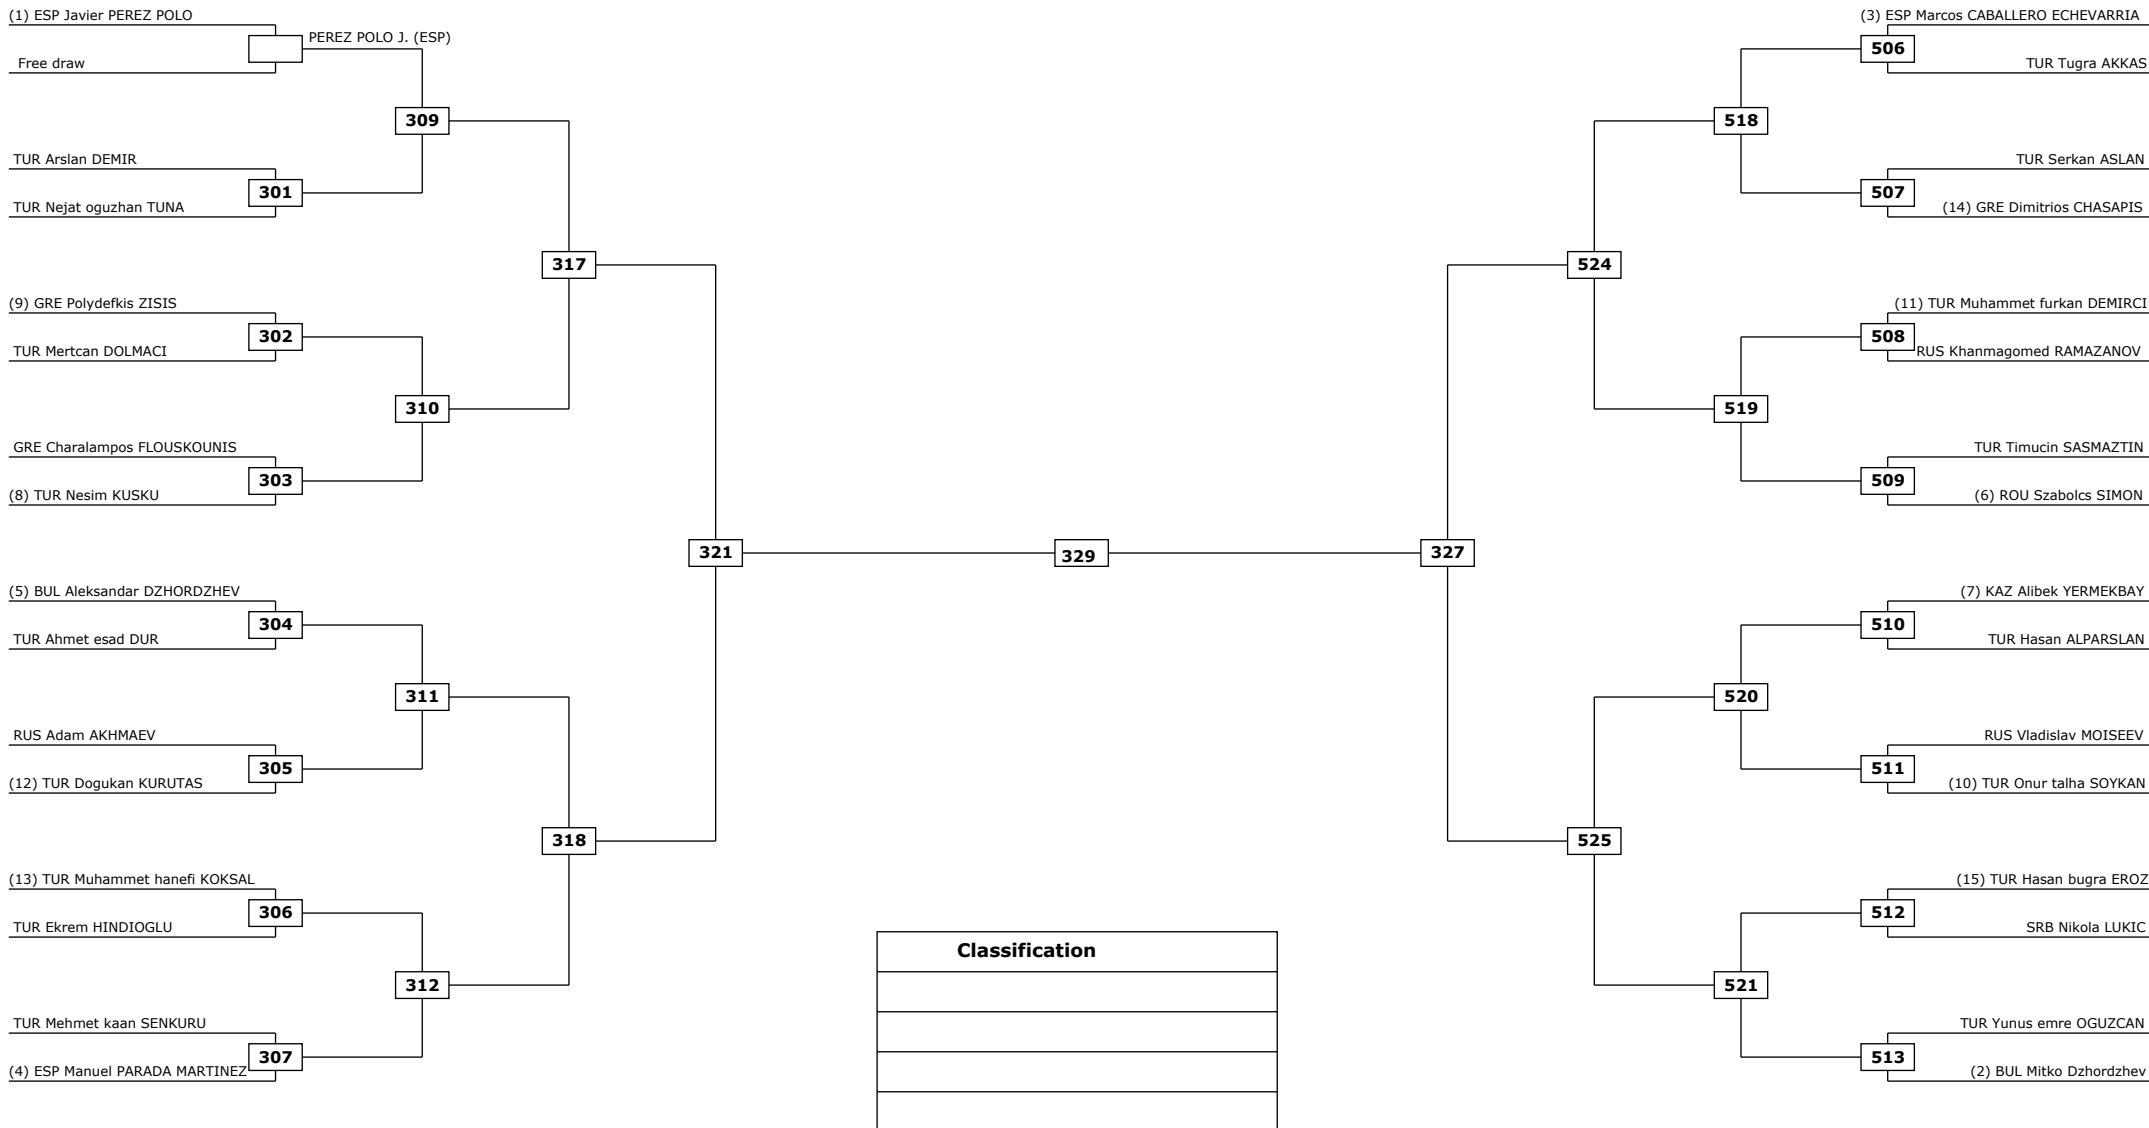 (1) ESP Javier PEREZ POLO
PEREZ POLO J. (ESP)
Free draw
309
TUR Arslan DEMIR
301
TUR Nejat oguzhan TUNA
317
(9) GRE Polydefkis ZISIS
302
TUR Mertcan DOLMACI
310
GRE Charalampos FLOUSKOUNIS
303
(8) TUR Nesim KUSKU
321
(5) BUL Aleksandar DZHORDZHEV
304
TUR Ahmet esad DUR
311
RUS Adam AKHMAEV
305
(12) TUR Dogukan KURUTAS
318
(13) TUR Muhammet hanefi KOKSAL
306
TUR Ekrem HINDIOGLU
312
TUR Mehmet kaan SENKURU
307
(4) ESP Manuel PARADA MARTINEZ
329
(3) ESP Marcos CABALLERO ECHEVARRIA
506
TUR Tugra AKKAS
518
TUR Serkan ASLAN
507
(14) GRE Dimitrios CHASAPIS
524
(11) TUR Muhammet furkan DEMIRCI
508
RUS Khanmagomed RAMAZANOV
519
TUR Timucin SASMAZTIN
509
(6) ROU Szabolcs SIMON
327
(7) KAZ Alibek YERMEKBAY
510
TUR Hasan ALPARSLAN
520
RUS Vladislav MOISEEV
511
(10) TUR Onur talha SOYKAN
525
(15) TUR Hasan bugra EROZ
512
SRB Nikola LUKIC
521
TUR Yunus emre OGUZCAN
513
(2) BUL Mitko Dzhordzhev
Classification